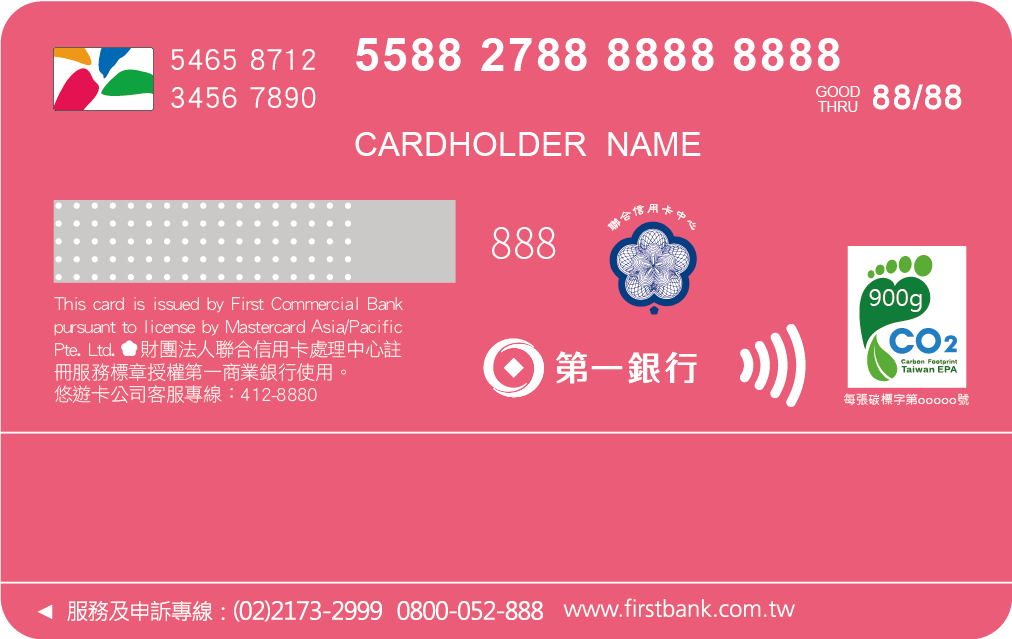 5465 8712
3456 7890
5588 2788 8888 8888
GOOD
THRU
88/88
CARDHOLDER NAME
888
聯合信用卡中心
This card is issued by First Commercial Bank
pursuant to license by Mastercard Asia/Pacific
Pte. Ltd. 財團法人聯合信用卡處理中心註
冊服務標章授權第一商業銀行使用。
悠遊卡公司客服專線：412-8880
第一銀行
900g
CO2
Carbon Footprint
Taiwan EPA
每張碳標字第ooooo號
服務及申訴專線：(02)2173-2999 0800-052-888 www.firstbank.com.tw